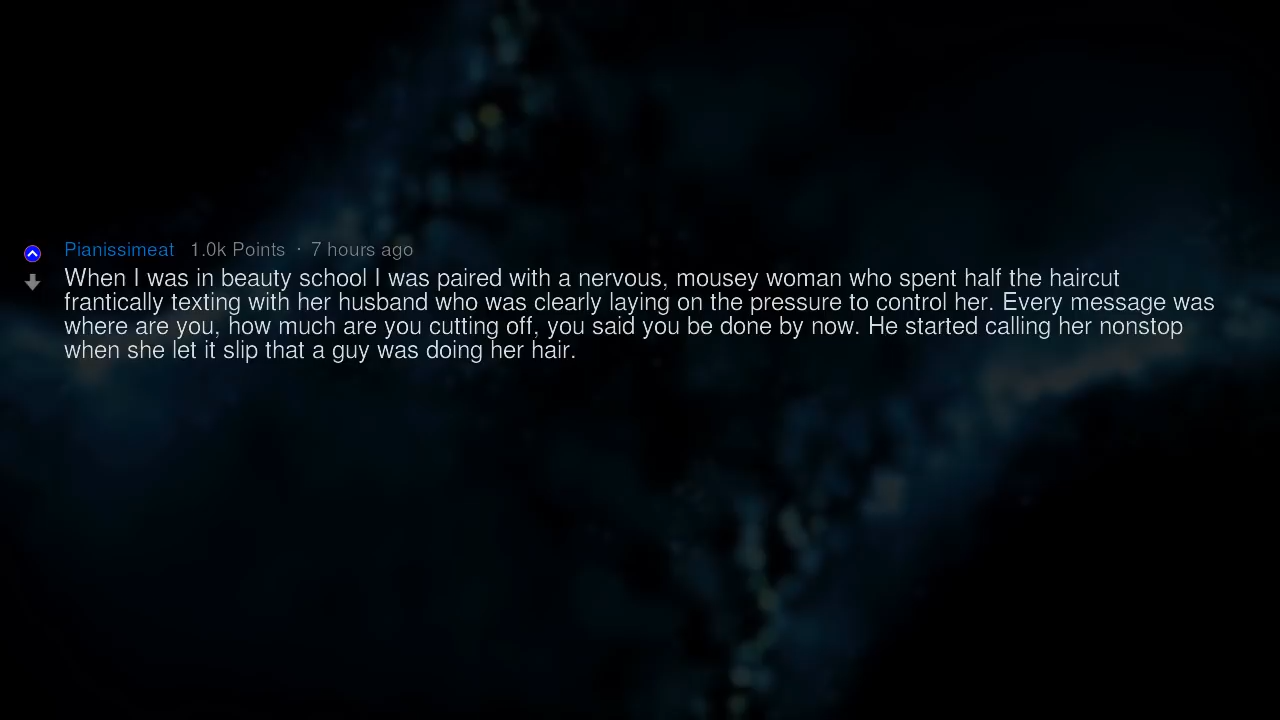 Pianissimeat 1.0k Points · 7 hours ago
When I was in beauty school I was paired with a nervous, mousey woman who spent half the haircut
frantically texting with her husband who was clearly laying on the pressure to control her. Every message was
where are you, how much are you cutting off, you said you be done by now. He started calling her nonstop
when she let it slip that a guy was doing her hair.